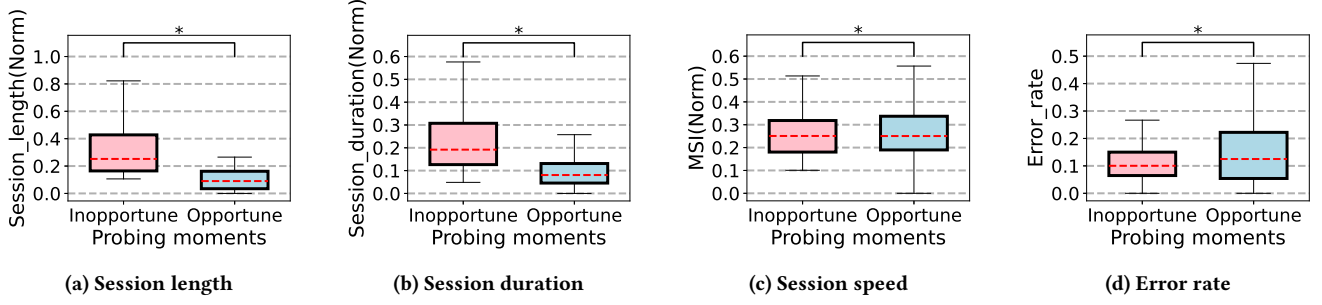 Session_length(Norm)
1.0
0.8
0.6
0.4
0.2
0.0
*
Inopportune Opportune
Probing moments
(a) Session length
Session_duration(Norm)
0.6
0.5
0.4
0.3
0.2
0.1
0.0
*
Inopportune Opportune
Probing moments
(b) Session duration
MSI(Norm)
0.6
0.5
0.4
0.3
0.2
0.1
0.0
*
Inopportune Opportune
Probing moments
(c) Session speed
Error_rate
0.5
0.4
0.3
0.2
0.1
0.0
*
Inopportune Opportune
Probing moments
(d) Error rate